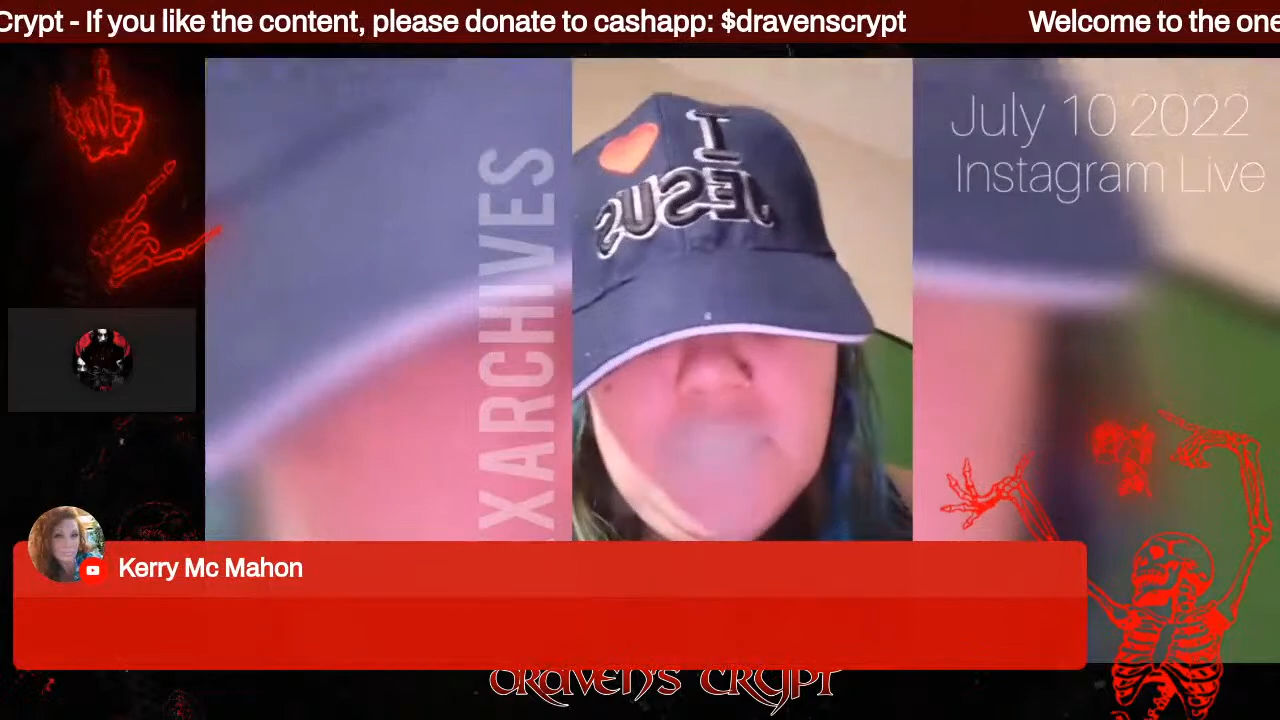 Crypt - If you like the content, please donate to cashapp: $dravenscrypt
Welcome to the one
July 10 2022
Instagram Live
XARCHIVES
I
JESUS
Kerry Mc Mahon
DRAVEN'S CRYPT